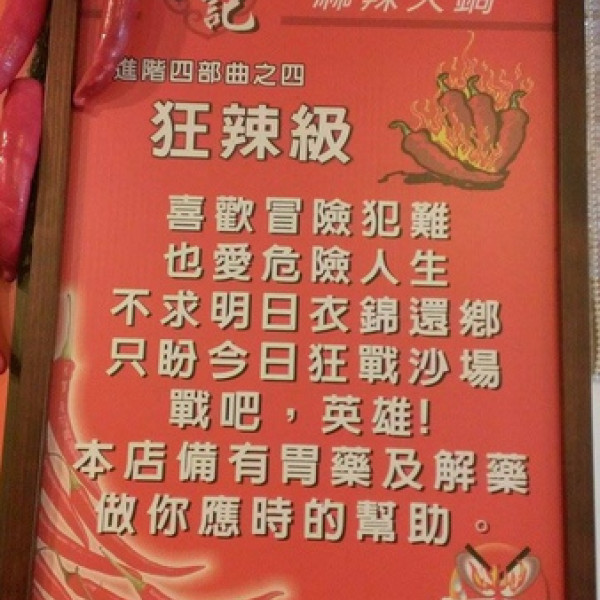 記 麻辣火鍋
進階四部曲之四
狂辣級
喜歡冒險犯難
也愛危險人生
不求明日衣錦還鄉
只盼今日狂戰沙場
戰吧，英雄!
本店備有胃藥及解藥
做你應時的幫助。